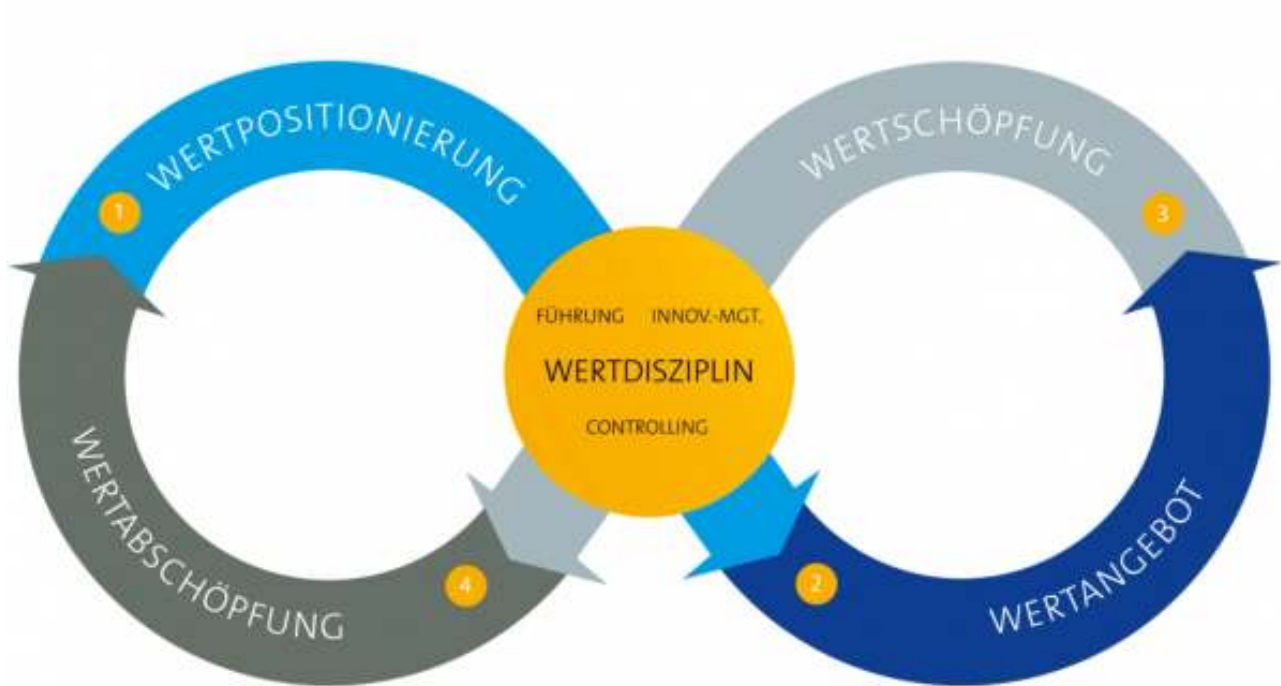 WERTPOSITIONIERUNG
1
WERTSCHÖPFUNG
3
FÜHRUNG INNOV.-MGT.
WERTDISZIPLIN
CONTROLLING
WERTABSCHÖPFUNG
4
2
WERTANGEBOT